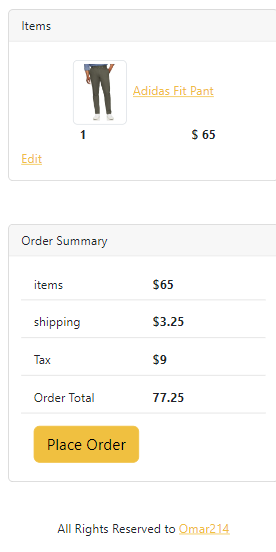 Items
Adidas Fit Pant
1 $ 65
Edit
Order Summary
items $65
shipping $3.25
Tax $9
Order Total 77.25
Place Order
All Rights Reserved to Omar214